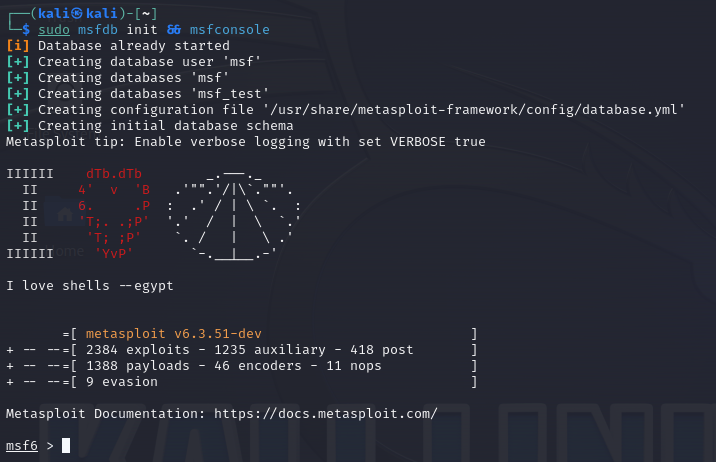 ┌──(kali㉿kali)-[~]
└─$ sudo msfdb init && msfconsole
[i] Database already started
[+] Creating database user 'msf'
[+] Creating databases 'msf'
[+] Creating databases 'msf_test'
[+] Creating configuration file '/usr/share/metasploit-framework/config/database.yml'
[+] Creating initial database schema
Metasploit tip: Enable verbose logging with set VERBOSE true

IIIIII    dTb.dTb        _.---._
  II     4'  v  'B   .'"".'/|\`.""'.
  II     6.     .P  :  .' / | \ `.  :
  II     'T;. .;P'  '.'  /  |  \  `.'
  II      'T; ;P'    `. /   |   \ .'
IIIIII     'YvP'       `-.__|__.-'

I love shells --egypt


       =[ metasploit v6.3.51-dev                          ]
+ -- --=[ 2384 exploits - 1235 auxiliary - 418 post       ]
+ -- --=[ 1388 payloads - 46 encoders - 11 nops           ]
+ -- --=[ 9 evasion                                       ]

Metasploit Documentation: https://docs.metasploit.com/

msf6 >